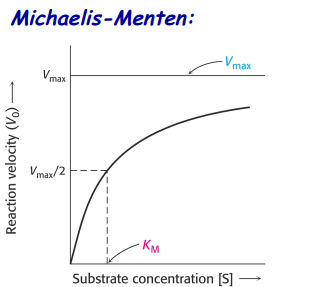 Michaelis-Menten:
Vmax
Vmax
Vmax/2
Reaction velocity (V0) ⟶
KM
Substrate concentration [S] ⟶